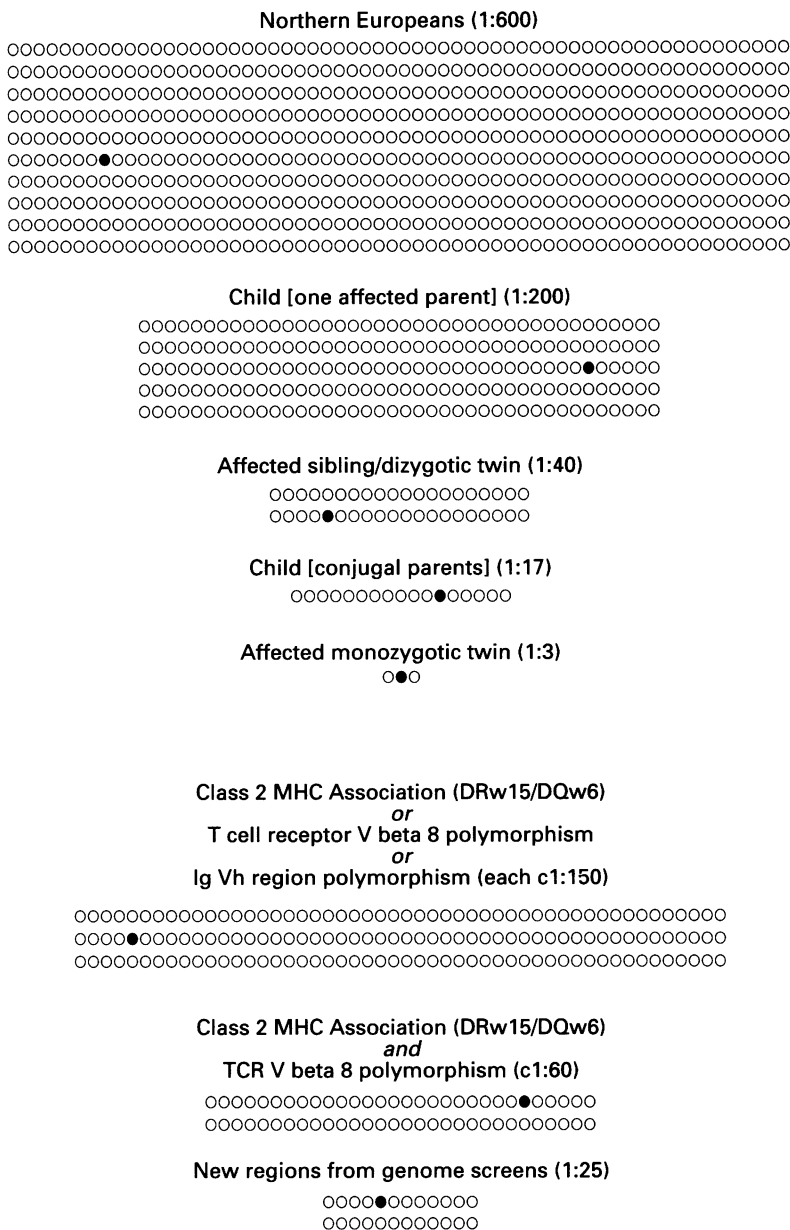 Northern Europeans (1:600)
Child [one affected parent] (1:200)
Affected sibling/dizygotic twin (1:40)
Child [conjugal parents] (1:17)
Affected monozygotic twin (1:3)
Class 2 MHC Association (DRw15/DQw6)
or
T cell receptor V beta 8 polymorphism
or
Ig Vh region polymorphism (each c1:150)
Class 2 MHC Association (DRw15/DQw6)
and
TCR V beta 8 polymorphism (c1:60)
New regions from genome screens (1:25)